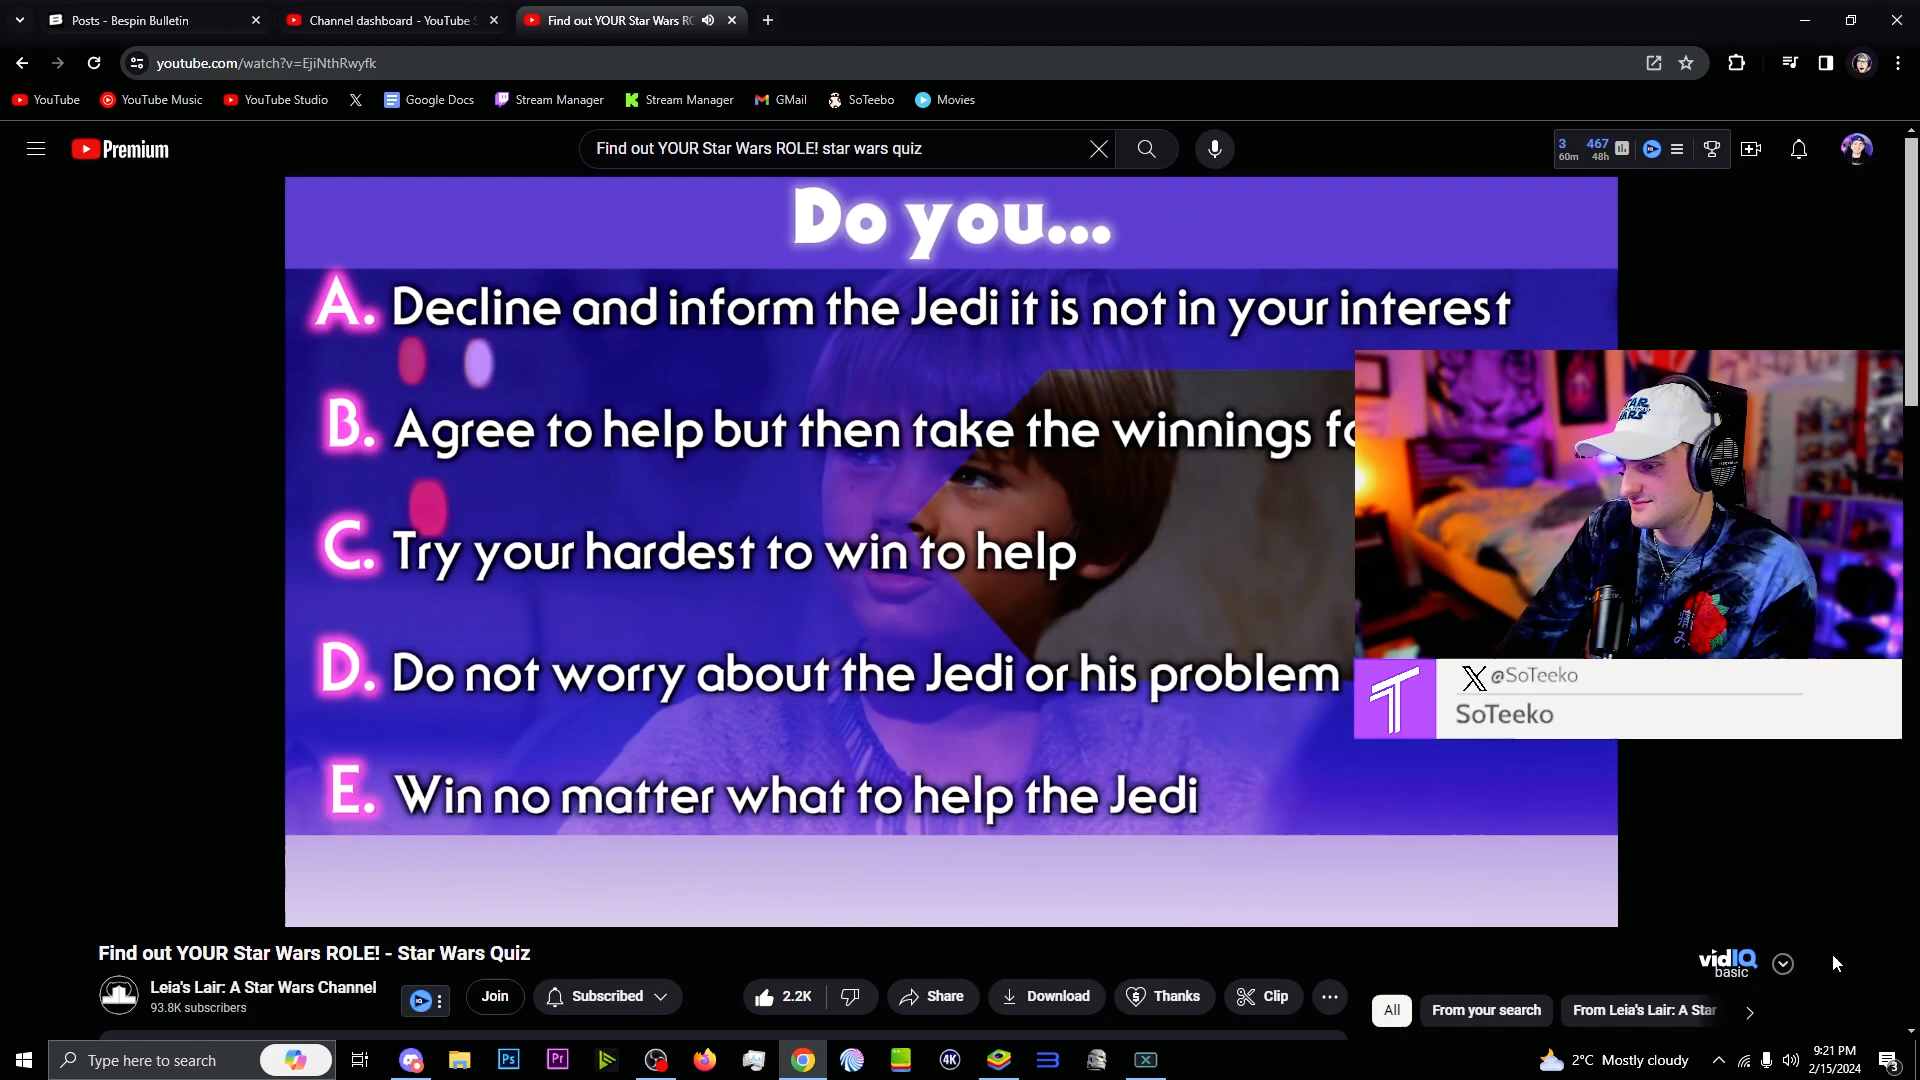 Posts - Bespin Bulletin
Channel dashboard - YouTube S
Find out YOUR Star Wars RO
youtube.com/watch?v=EjiNthRwyfk
YouTube
YouTube Music
YouTube Studio
Google Docs
Stream Manager
Stream Manager
GMail
SoTeebo
Movies
Premium
Find out YOUR Star Wars ROLE! star wars quiz
3 467
60m 48h
Do you...
A. Decline and inform the Jedi it is not in your interest
B. Agree to help but then take the winnings fo
C. Try your hardest to win to help
D. Do not worry about the Jedi or his problem
E. Win no matter what to help the Jedi
STAR WARS
X @SoTeeko
SoTeeko
Find out YOUR Star Wars ROLE! - Star Wars Quiz
Leia's Lair: A Star Wars Channel
93.8K subscribers
Join
Subscribed
2.2K
Share
Download
Thanks
Clip
vidIQ
basic
All
From your search
From Leia's Lair: A Star
Type here to search
Ps
Pr
4K
2°C Mostly cloudy
9:21 PM
2/15/2024
3